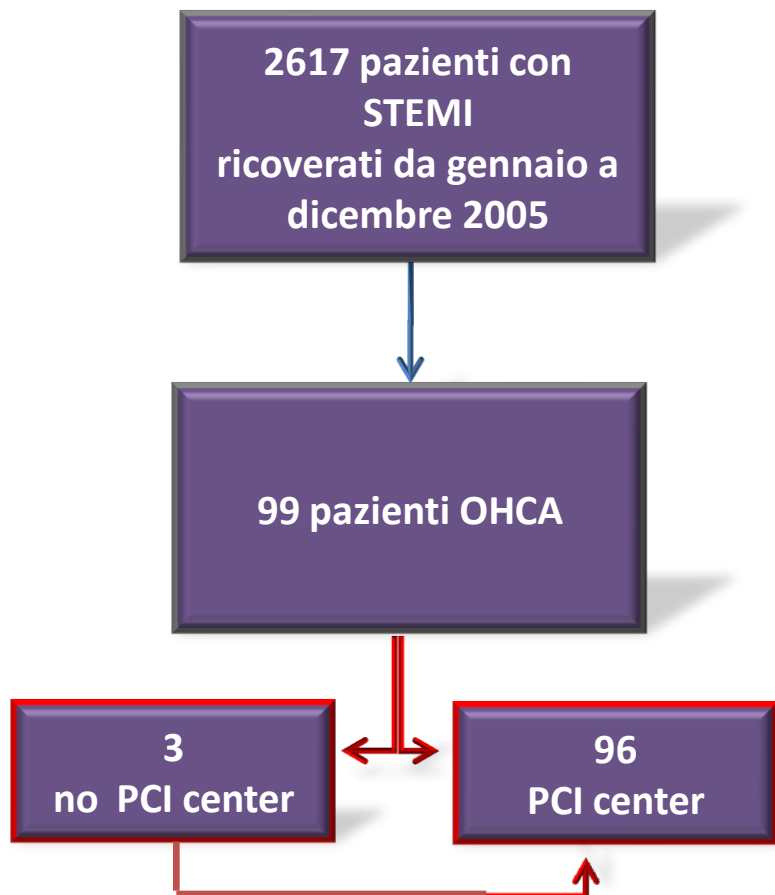 2617 pazienti con
STEMI
ricoverati da gennaio a
dicembre 2005
99 pazienti OHCA
3
no PCI center
96
PCI center